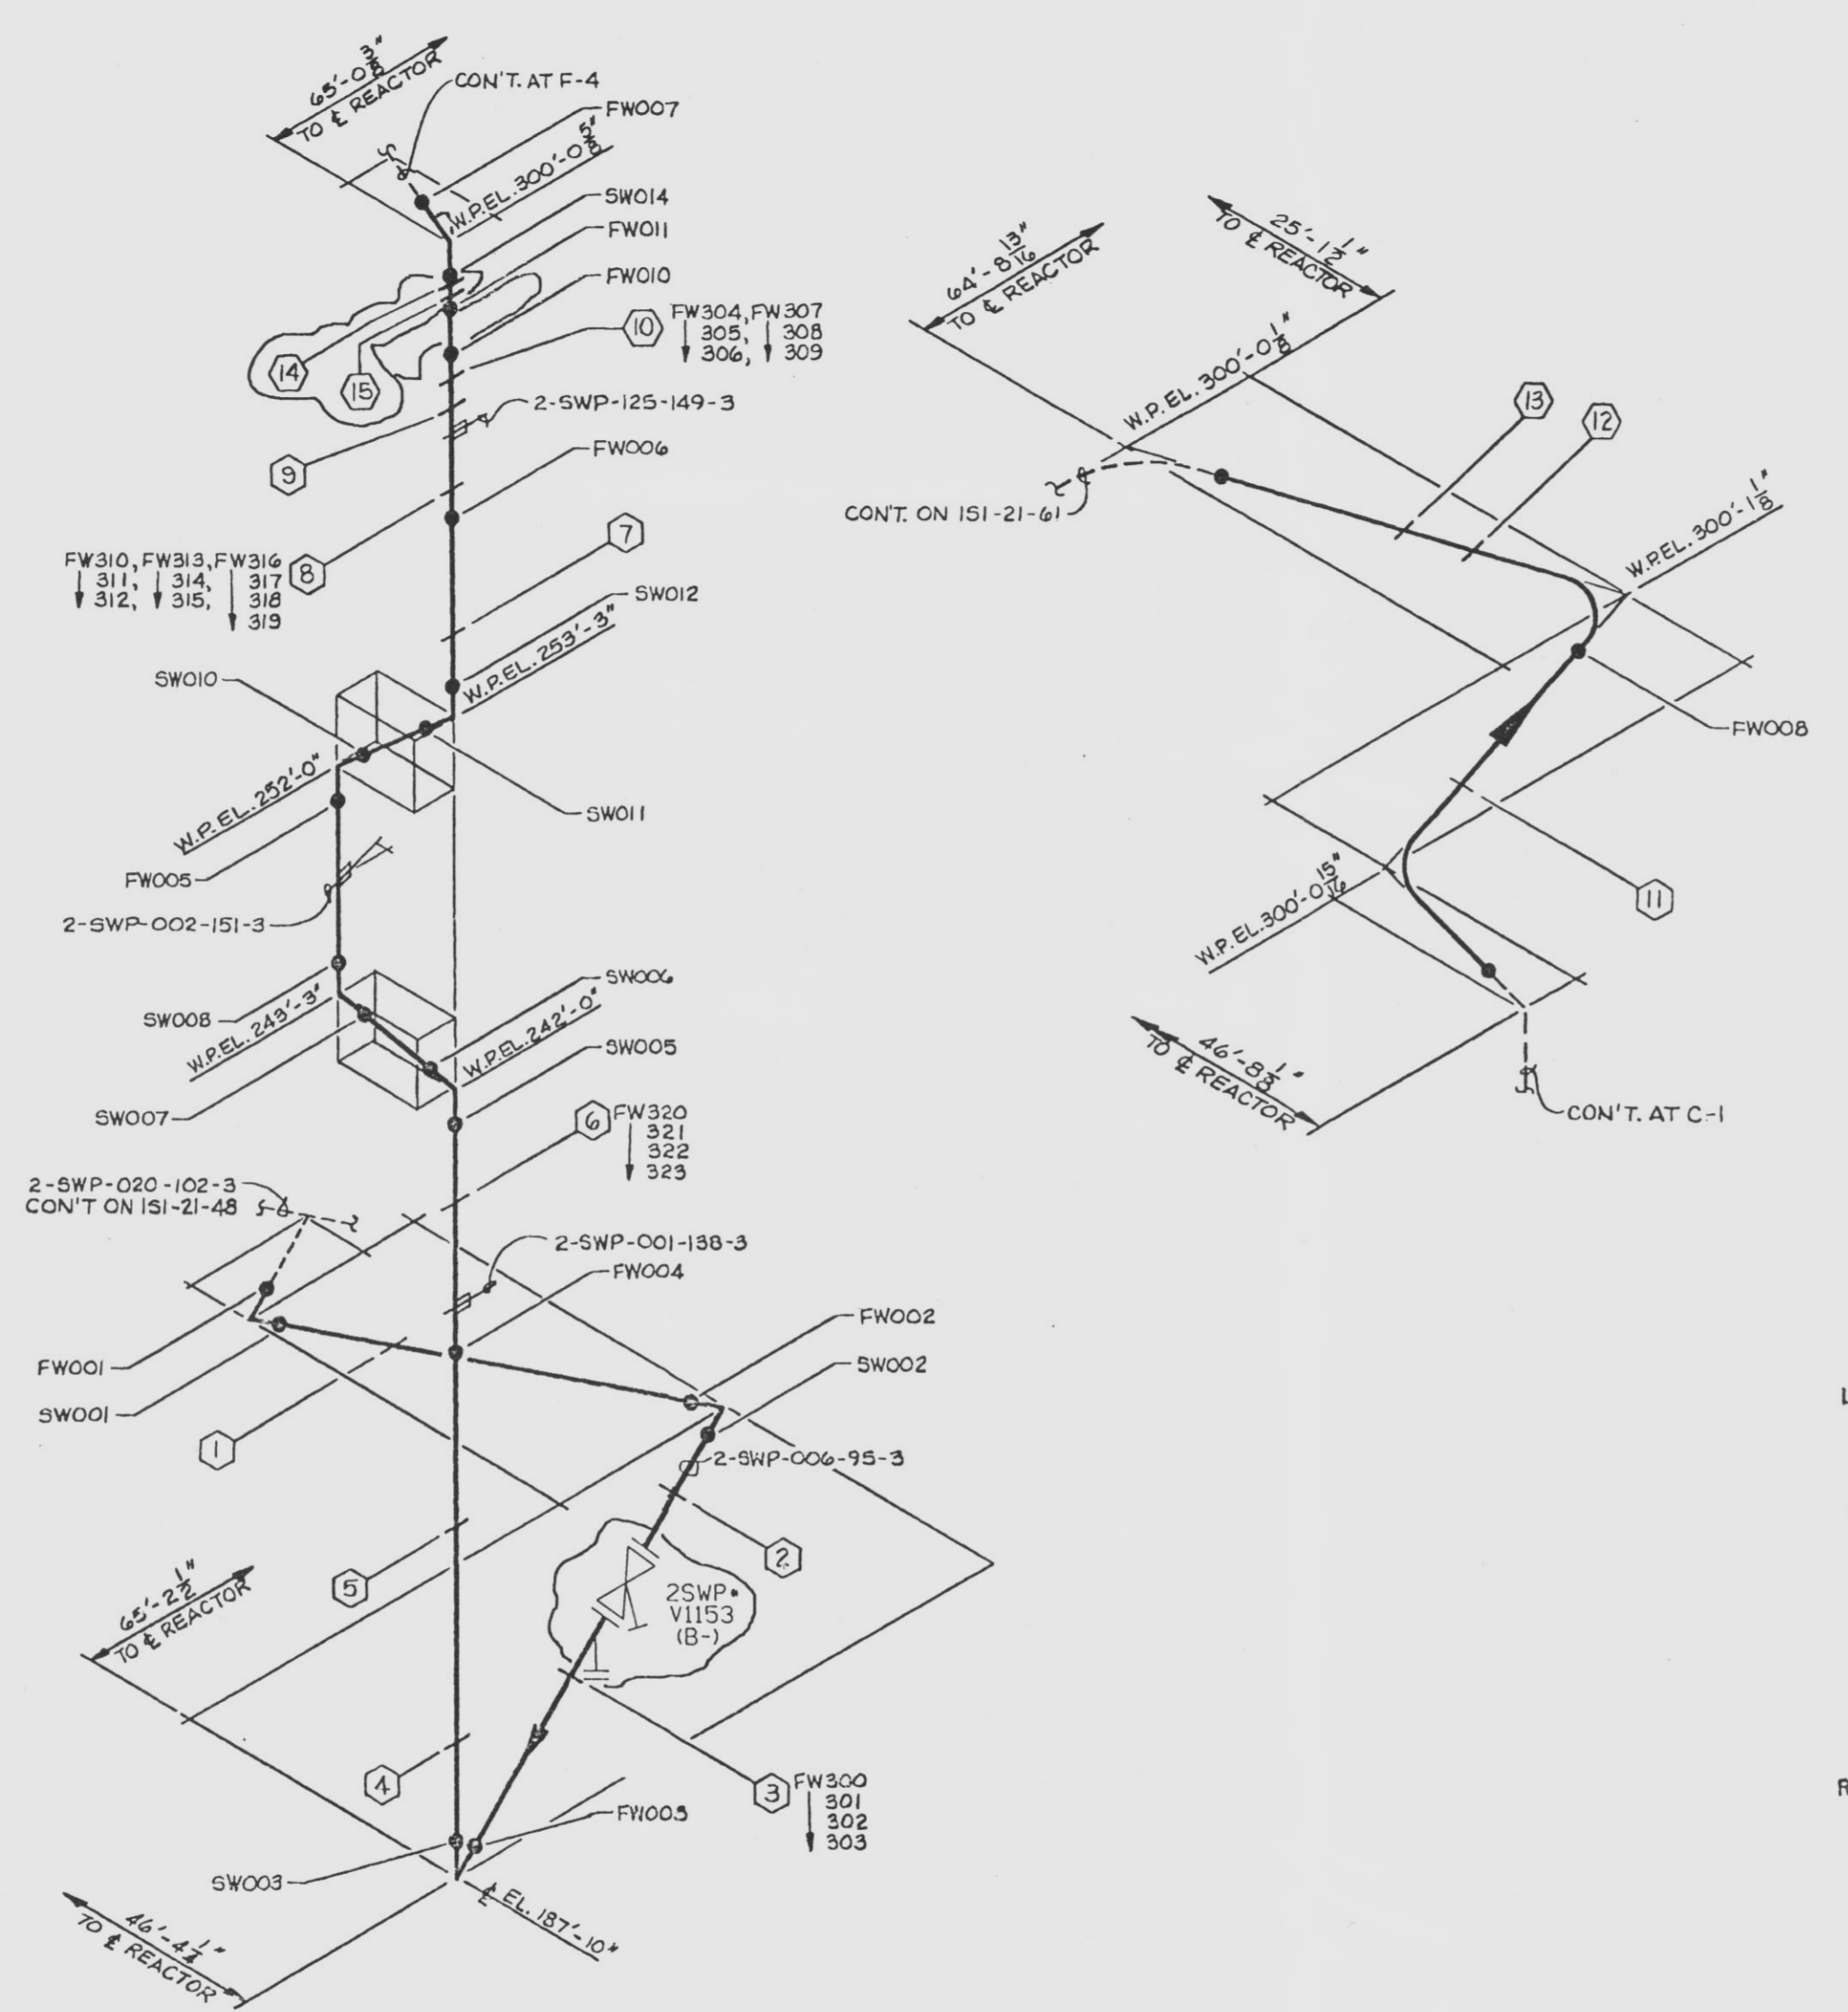 65'-0 3/8"
TO ℄ REACTOR
CON'T. AT F-4
FW007
W.P.EL. 300'-0 5/8"
SW014
FW011
FW010
10
FW304, FW307
305, 308
306, 309
14
15
2-SWP-125-149-3
9
FW006
7
FW310, FW313, FW316
311, 314, 317
312, 315, 318
319
8
SW012
W.P.EL. 253'-3"
SW010
SW011
W.P.EL. 252'-0"
FW005
2-SWP-002-151-3
SW006
SW008
W.P.EL. 243'-3"
W.P.EL. 242'-0"
SW005
SW007
6
FW320
321
322
323
2-SWP-020-102-3
CON'T ON ISI-21-48
2-SWP-001-138-3
FW004
FW002
FW001
SW002
SW001
1
2-SWP-006-95-3
2
5
65'-2 1/2"
TO ℄ REACTOR
2SWP*
V1153
(B-)
4
3
FW300
301
302
303
FW003
SW003
℄ EL. 187'-10"
46'-4 1/4"
TO ℄ REACTOR
64'-8 13/16"
TO ℄ REACTOR
25'-1 1/2"
TO ℄ REACTOR
W.P. EL. 300'-0 1/8"
13
12
CON'T. ON ISI-21-61
W.P.EL. 300'-1 1/8"
FW008
11
W.P. EL. 300'-0 15/16"
46'-8 1/8"
TO ℄ REACTOR
CON'T. AT C-1
L
R